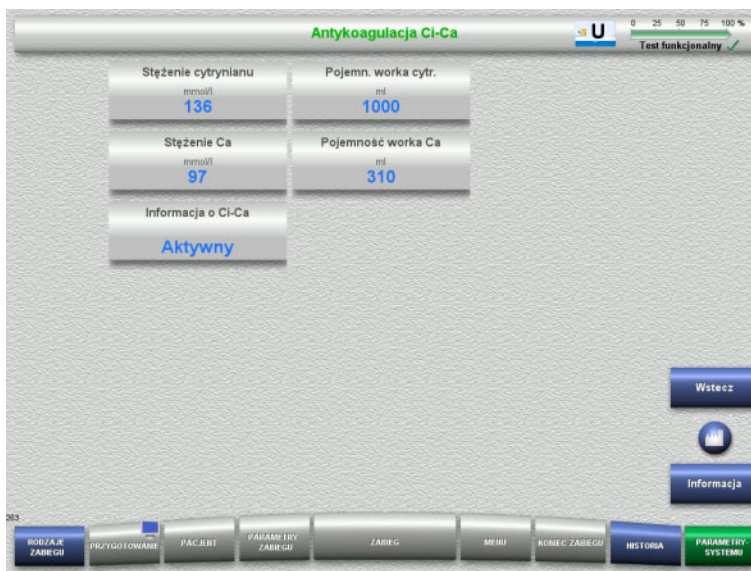 Antykoagulacja Ci-Ca
U
0 25 50 75 100 %
Test funkcjonalny
Stężenie cytrynianu
mmol/l
136
Pojemn. worka cytr.
ml
1000
Stężenie Ca
mmol/l
97
Pojemność worka Ca
ml
310
Informacja o Ci-Ca
Aktywny
Wstecz
Informacja
263
RODZAJE
ZABIEGU
PRZYGOTOWANIE
PACJENT
PARAMETRY
ZABIEGU
ZABIEG
MENU
KONIEC ZABIEGU
HISTORIA
PARAMETRY-
SYSTEMU